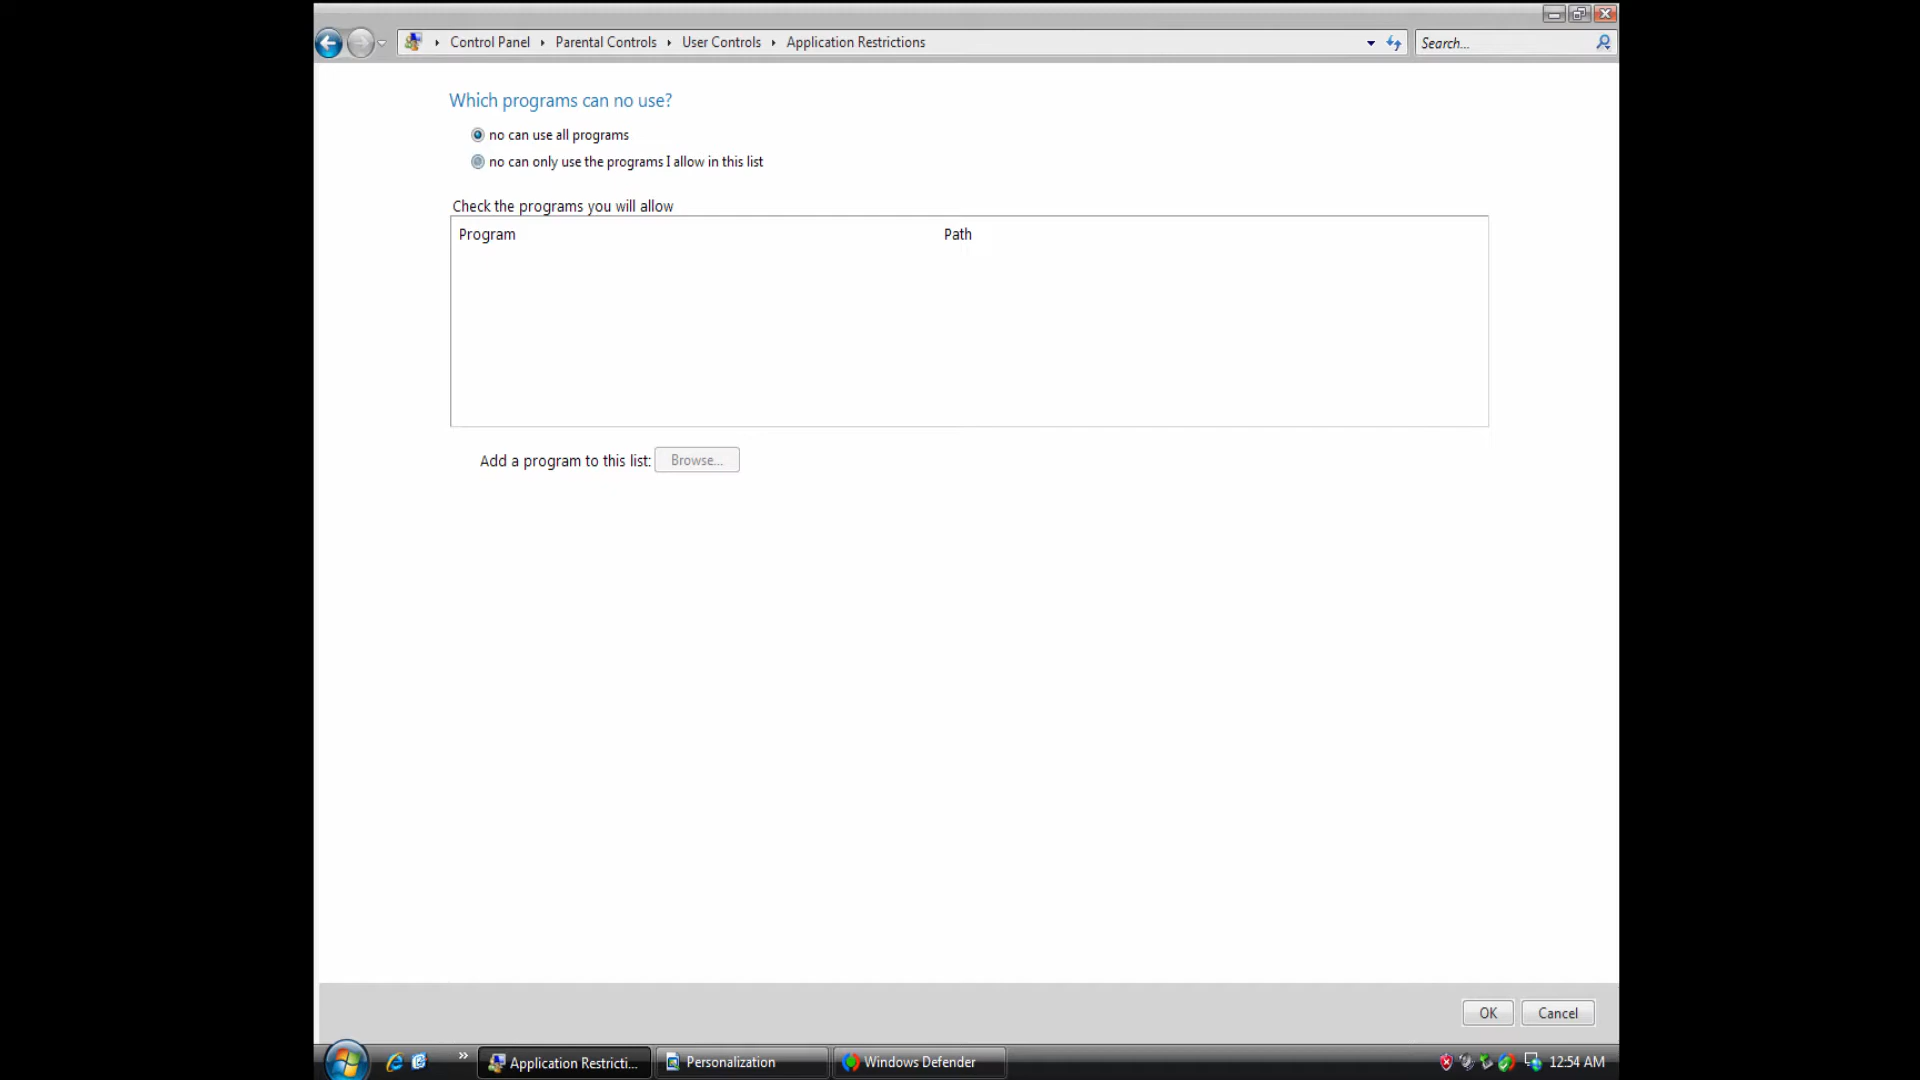 Control Panel
Parental Controls
User Controls
Application Restrictions
Search...
Which programs can no use?
no can use all programs
no can only use the programs I allow in this list
Check the programs you will allow
Program
Path
Add a program to this list: Browse...
OK
Cancel
»
Application Restricti...
Personalization
Windows Defender
12:54 AM